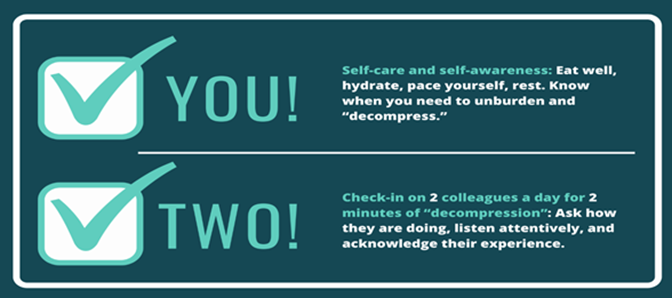 YOU!
Self-care and self-awareness: Eat well,
hydrate, pace yourself, rest. Know
when you need to unburden and
“decompress.”
TWO!
Check-in on 2 colleagues a day for 2
minutes of “decompression”: Ask how
they are doing, listen attentively, and
acknowledge their experience.